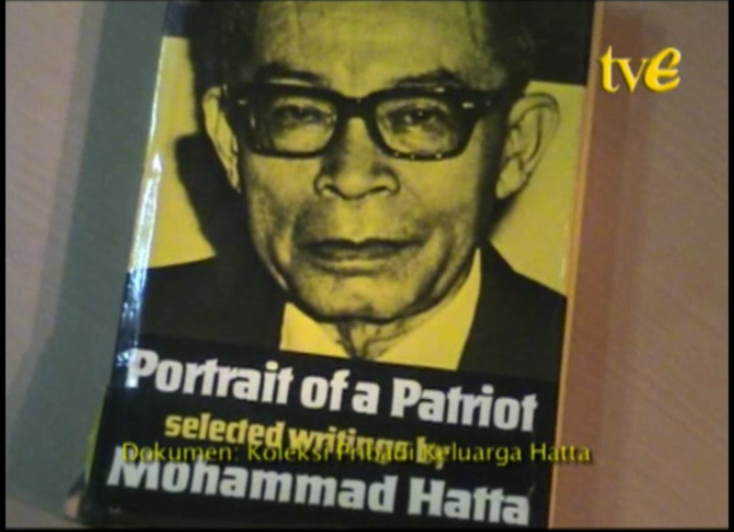 tve
Portrait of a Patriot
selected writings by
Dokumen: Koleksi Pribadi Keluarga Hatta
Mohammad Hatta